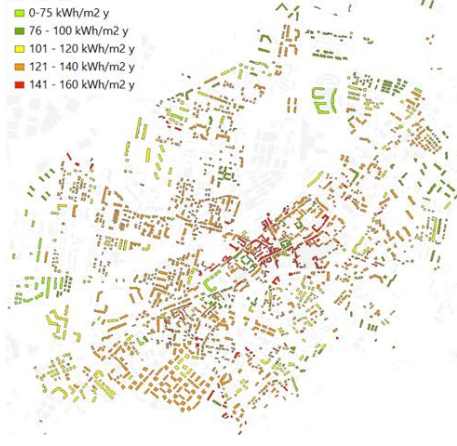 0-75 kWh/m2 y
76 - 100 kWh/m2 y
101 - 120 kWh/m2 y
121 - 140 kWh/m2 y
141 - 160 kWh/m2 y